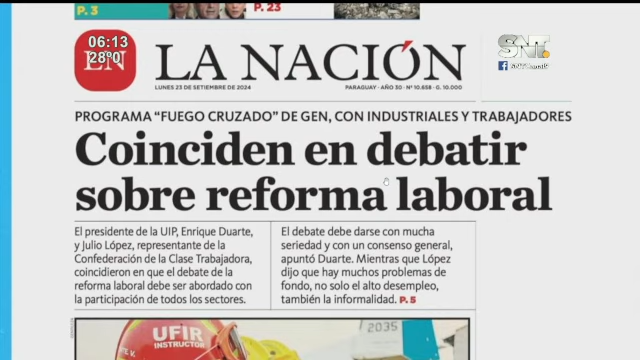 P. 3
P. 23
06:13
28º0
EN
LA NACIÓN
SNT
LUNES 23 DE SETIEMBRE DE 2024
PARAGUAY - AÑO 30 - Nº 10.658 - G. 10.000
PROGRAMA “FUEGO CRUZADO” DE GEN, CON INDUSTRIALES Y TRABAJADORES
Coinciden en debatir
sobre reforma laboral
El presidente de la UIP, Enrique Duarte,
y Julio López, representante de la
Confederación de la Clase Trabajadora,
coincidieron en que el debate de la
reforma laboral debe ser abordado con
la participación de todos los sectores.
El debate debe darse con mucha
seriedad y con un consenso general,
apuntó Duarte. Mientras que López
dijo que hay muchos problemas de
fondo, no solo el alto desempleo,
también la informalidad. P. 5
UFIR
INSTRUCTOR
2035